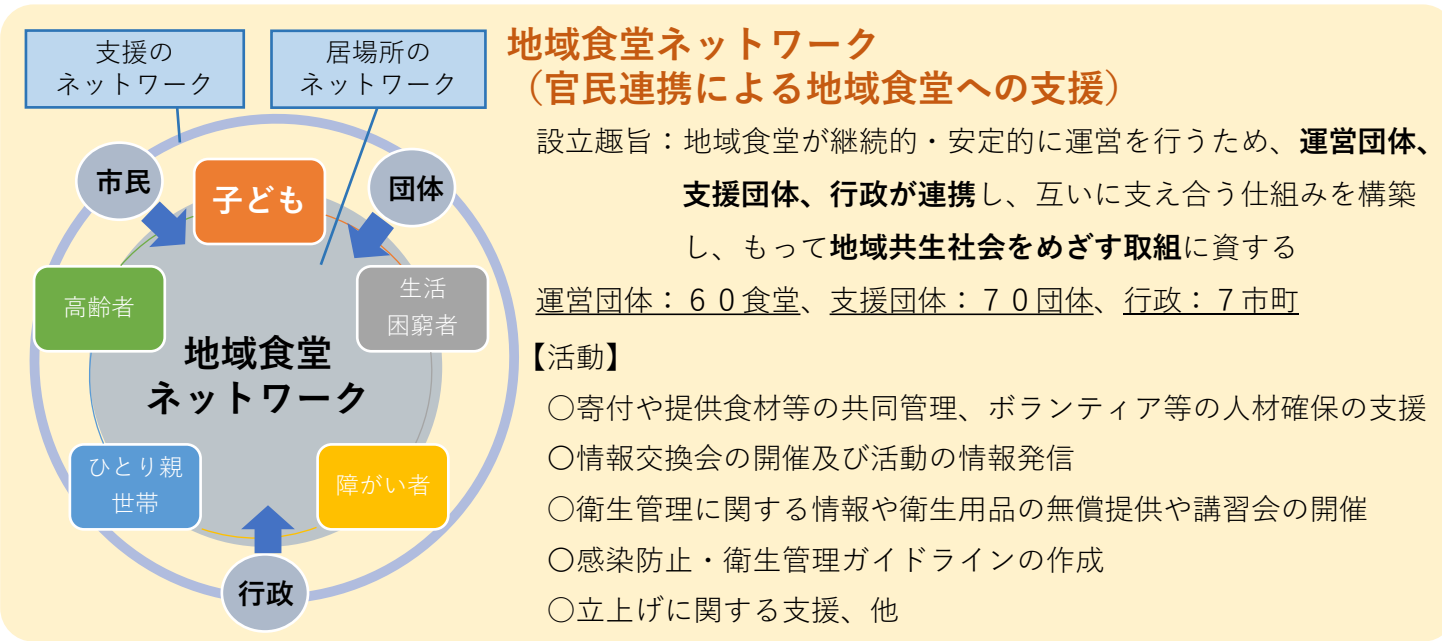 支援の
ネットワーク
居場所の
ネットワーク
市民
子ども
団体
高齢者
生活
困窮者
地域食堂
ネットワーク
ひとり親
世帯
障がい者
行政
地域食堂ネットワーク
（官民連携による地域食堂への支援）
設立趣旨：地域食堂が継続的・安定的に運営を行うため、運営団体、
支援団体、行政が連携し、互いに支え合う仕組みを構築
し、もって地域共生社会をめざす取組に資する
運営団体：６０食堂、支援団体：７０団体、行政：７市町
【活動】
○寄付や提供食材等の共同管理、ボランティア等の人材確保の支援
○情報交換会の開催及び活動の情報発信
○衛生管理に関する情報や衛生用品の無償提供や講習会の開催
○感染防止・衛生管理ガイドラインの作成
○立上げに関する支援、他